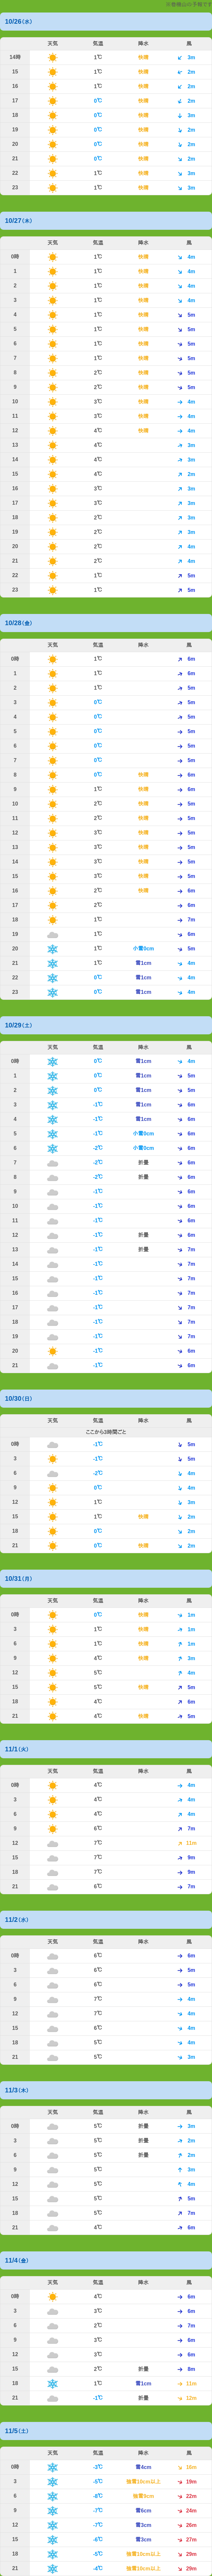 10/26(水)
天気 気温 降水 風
14時 1℃ 快晴 3m
15 1℃ 快晴 2m
16 1℃ 快晴 2m
17 0℃ 快晴 2m
18 0℃ 快晴 3m
19 0℃ 快晴 2m
20 0℃ 快晴 2m
21 0℃ 快晴 2m
22 1℃ 快晴 3m
23 1℃ 快晴 3m
10/27(木)
天気 気温 降水 風
0時 1℃ 快晴 4m
1 1℃ 快晴 4m
2 1℃ 快晴 4m
3 1℃ 快晴 4m
4 1℃ 快晴 5m
5 1℃ 快晴 5m
6 1℃ 快晴 5m
7 1℃ 快晴 5m
8 2℃ 快晴 5m
9 2℃ 快晴 5m
10 3℃ 快晴 4m
11 3℃ 快晴 4m
12 4℃ 快晴 4m
13 4℃ 3m
14 4℃ 3m
15 4℃ 2m
16 3℃ 3m
17 3℃ 3m
18 2℃ 3m
19 2℃ 3m
20 2℃ 4m
21 2℃ 4m
22 1℃ 5m
23 1℃ 5m
10/28(金)
天気 気温 降水 風
0時 1℃ 6m
1 1℃ 6m
2 1℃ 5m
3 0℃ 5m
4 0℃ 5m
5 0℃ 5m
6 0℃ 5m
7 0℃ 5m
8 0℃ 快晴 6m
9 1℃ 快晴 6m
10 2℃ 快晴 5m
11 2℃ 快晴 5m
12 3℃ 快晴 5m
13 3℃ 快晴 5m
14 3℃ 快晴 5m
15 3℃ 快晴 5m
16 2℃ 快晴 6m
17 2℃ 6m
18 1℃ 7m
19 1℃ 6m
20 1℃ 小雪0cm 5m
21 1℃ 雪1cm 4m
22 0℃ 雪1cm 4m
23 0℃ 雪1cm 4m
10/29(土)
天気 気温 降水 風
0時 0℃ 雪1cm 4m
1 0℃ 雪1cm 5m
2 0℃ 雪1cm 5m
3 -1℃ 雪1cm 6m
4 -1℃ 雪1cm 6m
5 -1℃ 小雪0cm 6m
6 -2℃ 小雪0cm 6m
7 -2℃ 折曇 6m
8 -2℃ 折曇 6m
9 -1℃ 6m
10 -1℃ 6m
11 -1℃ 6m
12 -1℃ 折曇 6m
13 -1℃ 折曇 7m
14 -1℃ 7m
15 -1℃ 7m
16 -1℃ 7m
17 -1℃ 7m
18 -1℃ 7m
19 -1℃ 7m
20 -1℃ 6m
21 -1℃ 6m
10/30(日)
天気 気温 降水 風
ここから3時間ごと
0時 -1℃ 5m
3 -1℃ 5m
6 -2℃ 4m
9 0℃ 4m
12 1℃ 3m
15 1℃ 快晴 2m
18 0℃ 2m
21 0℃ 快晴 2m
10/31(月)
天気 気温 降水 風
0時 0℃ 快晴 1m
3 1℃ 快晴 1m
6 1℃ 快晴 1m
9 4℃ 快晴 3m
12 5℃ 4m
15 5℃ 快晴 5m
18 4℃ 6m
21 4℃ 快晴 5m
11/1(火)
天気 気温 降水 風
0時 4℃ 4m
3 4℃ 4m
6 4℃ 4m
9 6℃ 7m
12 7℃ 11m
15 7℃ 9m
18 7℃ 9m
21 6℃ 7m
11/2(水)
天気 気温 降水 風
0時 6℃ 6m
3 6℃ 5m
6 6℃ 5m
9 7℃ 4m
12 7℃ 4m
15 6℃ 4m
18 5℃ 4m
21 5℃ 3m
11/3(木)
天気 気温 降水 風
0時 5℃ 折曇 3m
3 5℃ 折曇 2m
6 5℃ 折曇 2m
9 5℃ 3m
12 5℃ 4m
15 5℃ 5m
18 5℃ 7m
21 4℃ 6m
11/4(金)
天気 気温 降水 風
0時 4℃ 6m
3 3℃ 6m
6 2℃ 7m
9 3℃ 6m
12 3℃ 6m
15 2℃ 折曇 8m
18 1℃ 雪1cm 11m
21 -1℃ 折曇 12m
11/5(土)
天気 気温 降水 風
0時 -3℃ 雪4cm 16m
3 -5℃ 強雪10cm以上 19m
6 -6℃ 強雪9cm 22m
9 -7℃ 雪6cm 24m
12 -7℃ 雪3cm 26m
15 -6℃ 雪3cm 27m
18 -5℃ 強雪10cm以上 29m
21 -4℃ 強雪10cm以上 29m